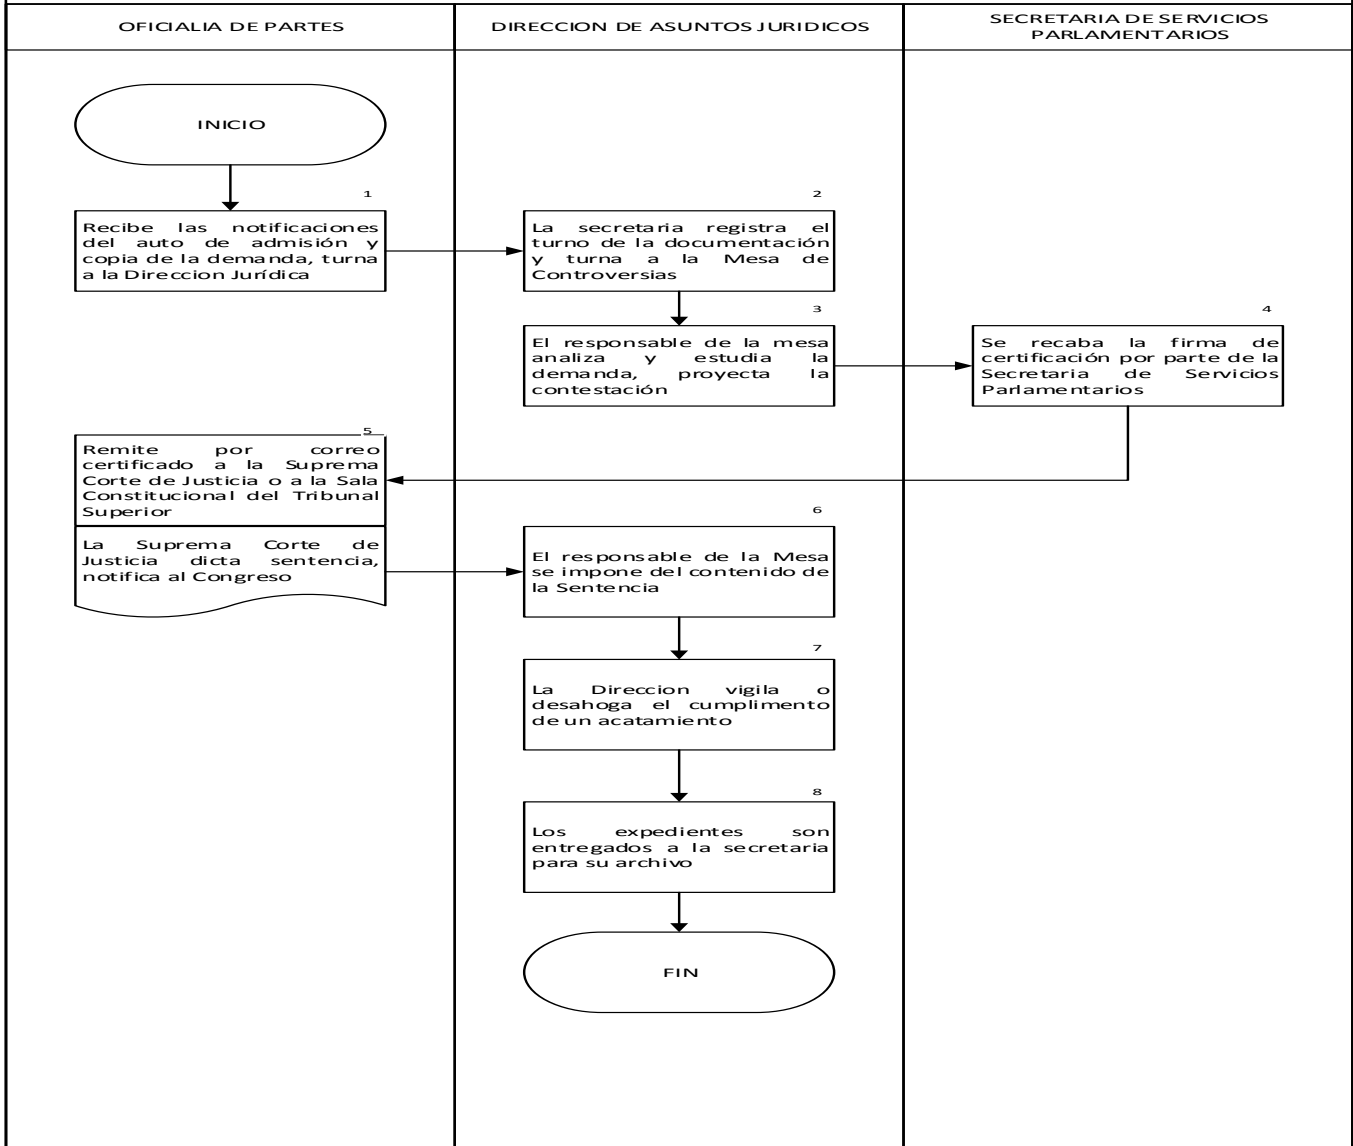 OFICIALIA DE PARTES
DIRECCION DE ASUNTOS JURIDICOS
SECRETARIA DE SERVICIOS
PARLAMENTARIOS
INICIO
1
Recibe las notificaciones
del auto de admisión y
copia de la demanda, turna
a la Direccion Jurídica
2
La secretaria registra el
turno de la documentación
y turna a la Mesa de
Controversias
3
El responsable de la mesa
analiza y estudia la
demanda, proyecta la
contestación
4
Se recaba la firma de
certificación por parte de la
Secretaria de Servicios
Parlamentarios
5
Remite por correo
certificado a la Suprema
Corte de Justicia o a la Sala
Constitucional del Tribunal
Superior
La Suprema Corte de
Justicia dicta sentencia,
notifica al Congreso
6
El responsable de la Mesa
se impone del contenido de
la Sentencia
7
La Direccion vigila o
desahoga el cumplimento
de un acatamiento
8
Los expedientes son
entregados a la secretaria
para su archivo
FIN